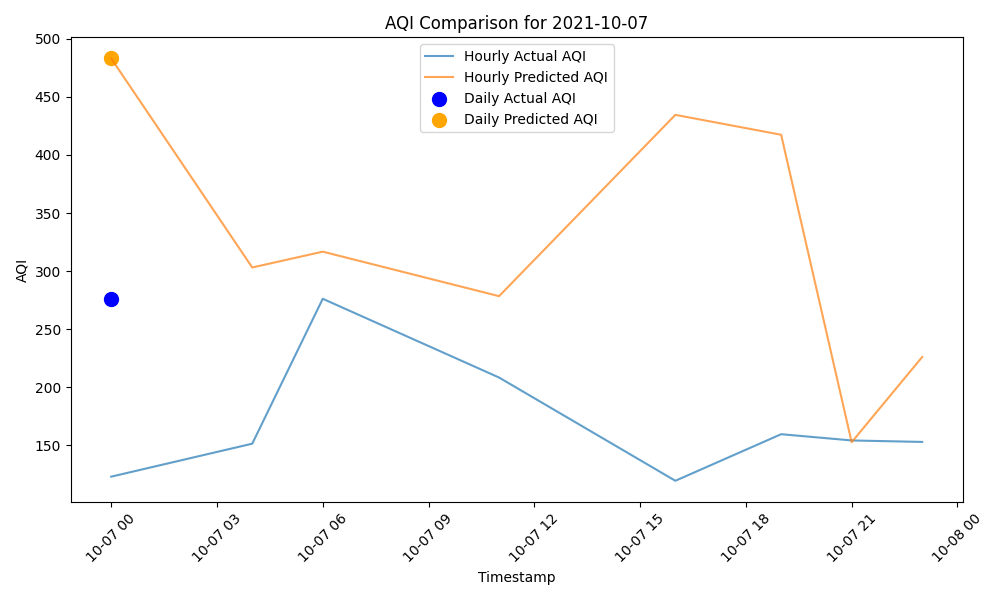 AQI Comparison for 2021-10-07
500
450
400
350
300
250
200
150
AQI
Hourly Actual AQI
Hourly Predicted AQI
Daily Actual AQI
Daily Predicted AQI
10-07 00
10-07 03
10-07 06
10-07 09
10-07 12
10-07 15
10-07 18
10-07 21
10-08 00
Timestamp